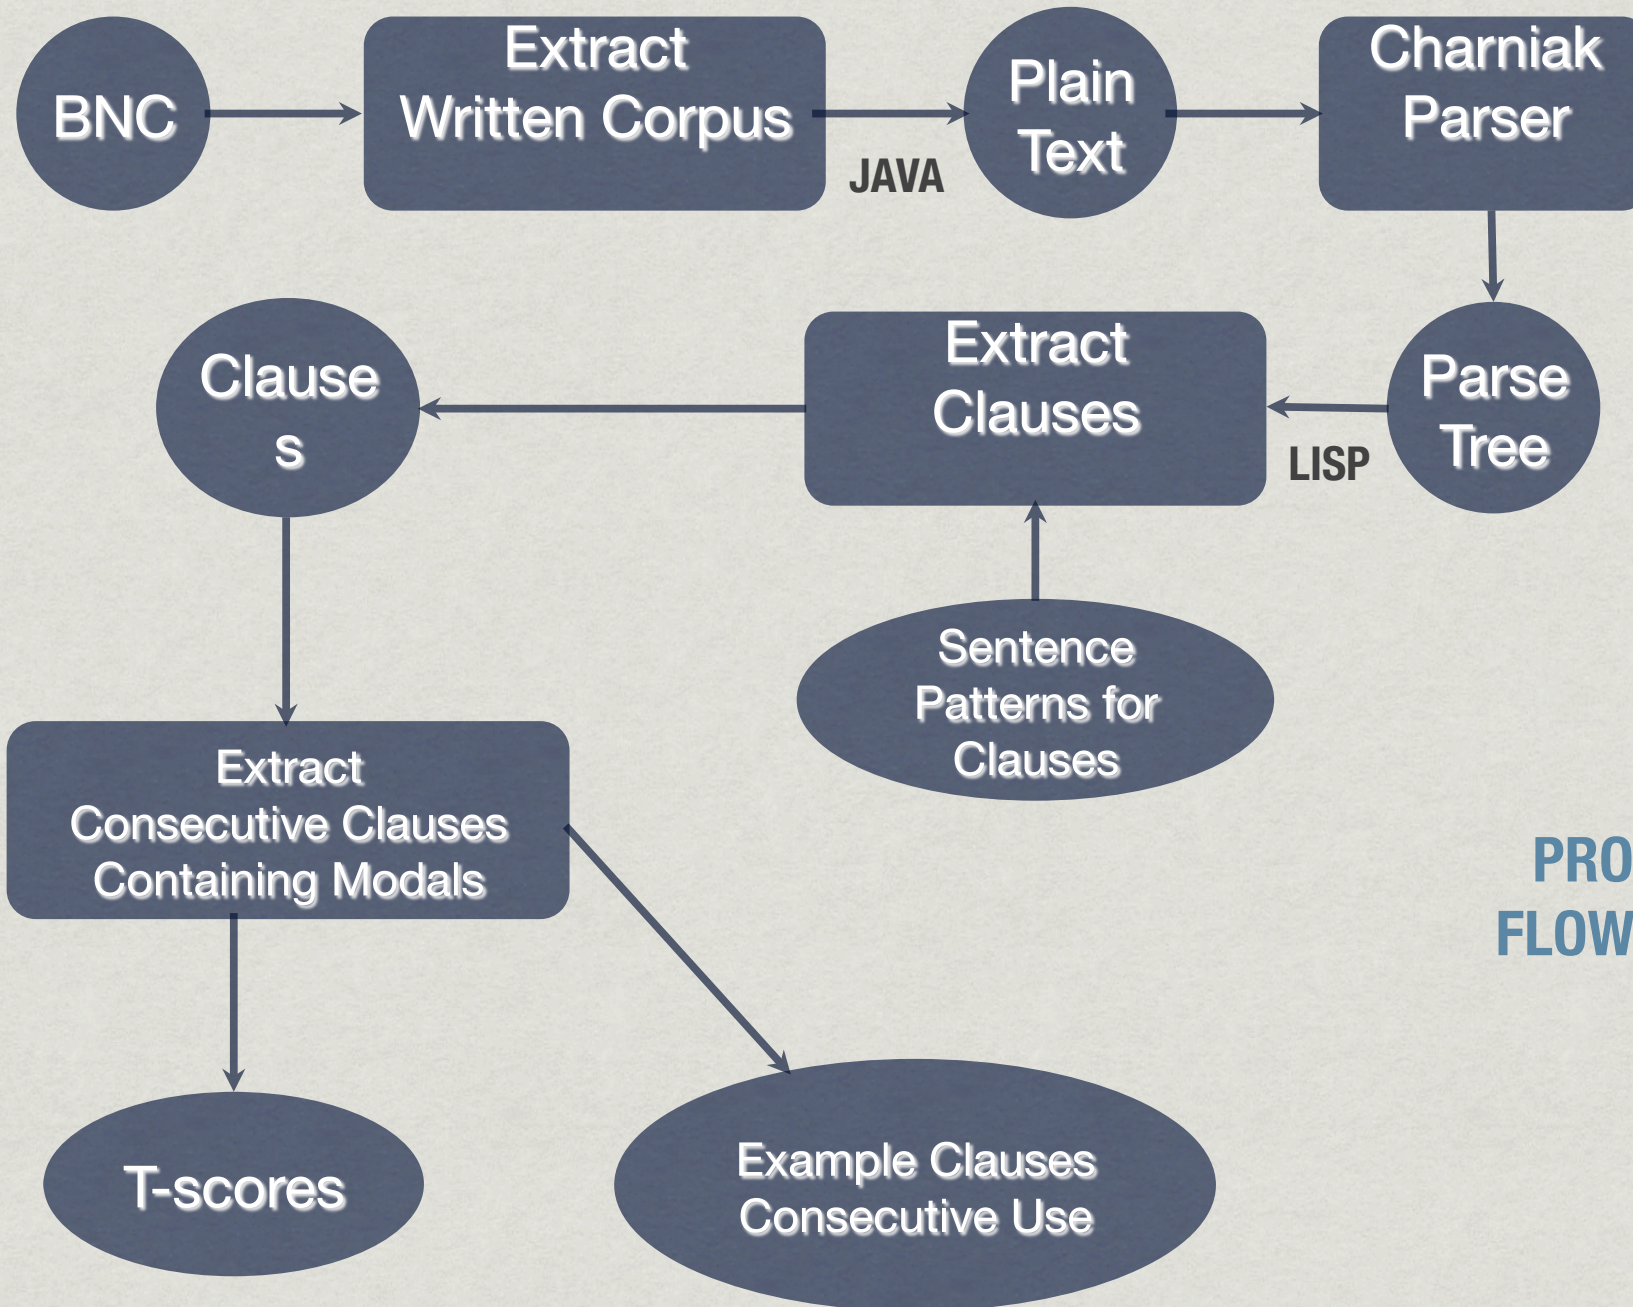 BNC
Extract
Written Corpus
JAVA
Plain
Text
Charniak
Parser
Clause
s
Extract
Clauses
LISP
Parse
Tree
Sentence
Patterns for
Clauses
Extract
Consecutive Clauses
Containing Modals
PRO
FLOW
T-scores
Example Clauses
Consecutive Use